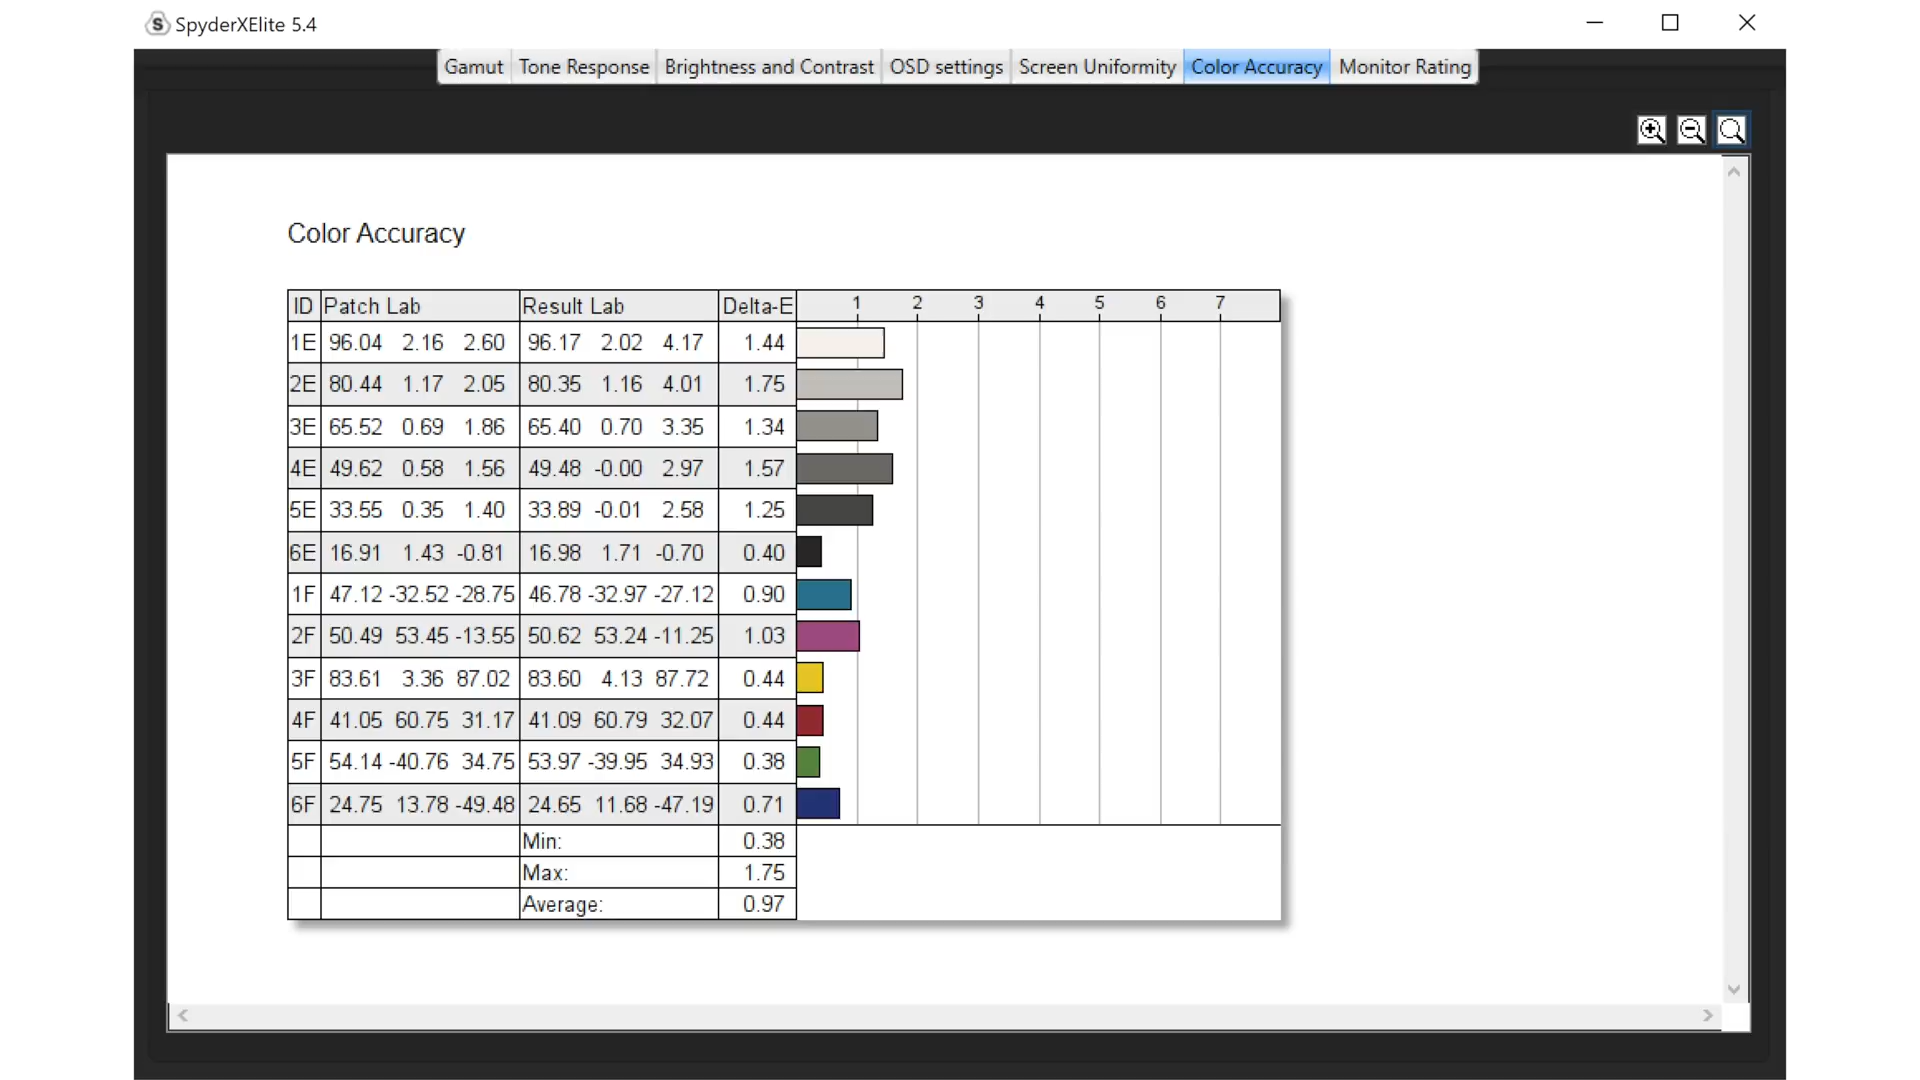 S SpyderXElite 5.4
Gamut Tone Response Brightness and Contrast OSD settings Screen Uniformity Color Accuracy Monitor Rating
Color Accuracy
ID Patch Lab Result Lab Delta-E 1 2 3 4 5 6 7
1E 96.04 2.16 2.60 96.17 2.02 4.17 1.44
2E 80.44 1.17 2.05 80.35 1.16 4.01 1.75
3E 65.52 0.69 1.86 65.40 0.70 3.35 1.34
4E 49.62 0.58 1.56 49.48 -0.00 2.97 1.57
5E 33.55 0.35 1.40 33.89 -0.01 2.58 1.25
6E 16.91 1.43 -0.81 16.98 1.71 -0.70 0.40
1F 47.12 -32.52 -28.75 46.78 -32.97 -27.12 0.90
2F 50.49 53.45 -13.55 50.62 53.24 -11.25 1.03
3F 83.61 3.36 87.02 83.60 4.13 87.72 0.44
4F 41.05 60.75 31.17 41.09 60.79 32.07 0.44
5F 54.14 -40.76 34.75 53.97 -39.95 34.93 0.38
6F 24.75 13.78 -49.48 24.65 11.68 -47.19 0.71
Min: 0.38
Max: 1.75
Average: 0.97